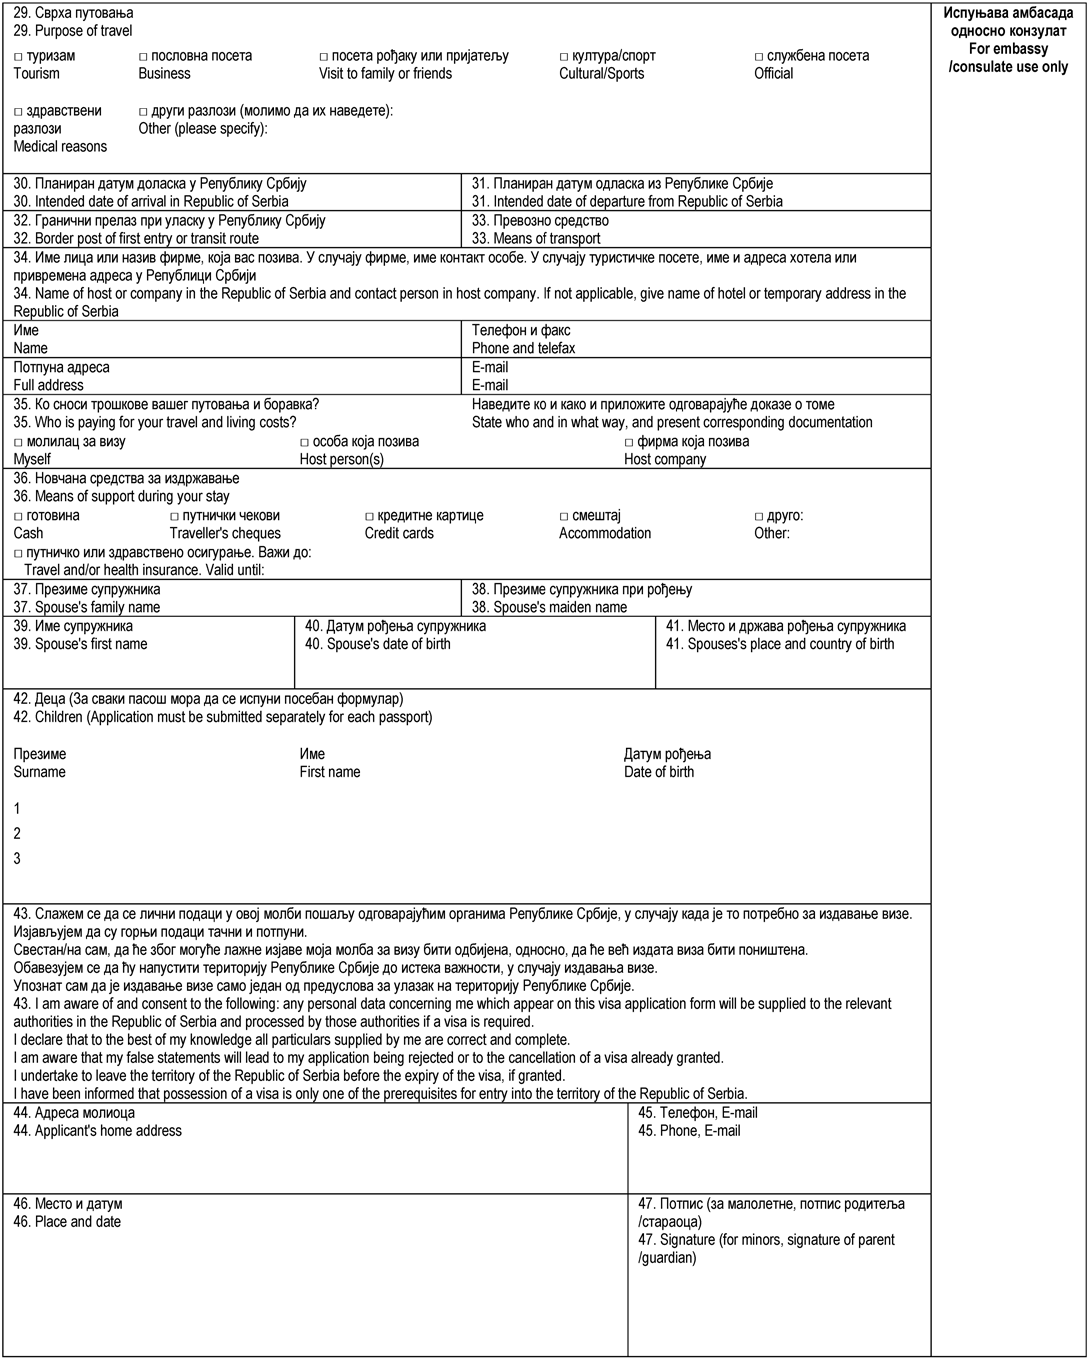 29. Сврха путовања
29. Purpose of travel
□ туризам
Tourism
□ пословна посета
Business
□ посета рођаку или пријатељу
Visit to family or friends
□ култура/спорт
Cultural/Sports
□ службена посета
Official
□ здравствени
разлози
Medical reasons
□ други разлози (молимо да их наведете):
Other (please specify):
Испуњава амбасада
односно конзулат
For embassy
/consulate use only
30. Планиран датум доласка у Републику Србију
30. Intended date of arrival in Republic of Serbia
31. Планиран датум одласка из Републике Србије
31. Intended date of departure from Republic of Serbia
32. Гранични прелаз при уласку у Републику Србију
32. Border post of first entry or transit route
33. Превозно средство
33. Means of transport
34. Име лица или назив фирме, која вас позива. У случају фирме, име контакт особе. У случају туристичке посете, име и адреса хотела или
привремена адреса у Републици Србији
34. Name of host or company in the Republic of Serbia and contact person in host company. If not applicable, give name of hotel or temporary address in the
Republic of Serbia
Име
Name
Телефон и факс
Phone and telefax
Потпуна адреса
Full address
E-mail
E-mail
35. Ко сноси трошкове вашег путовања и боравка?
35. Who is paying for your travel and living costs?
Наведите ко и како и приложите одговарајуће доказе о томе
State who and in what way, and present corresponding documentation
□ молилац за визу
Myself
□ особа која позива
Host person(s)
□ фирма која позива
Host company
36. Новчана средства за издржавање
36. Means of support during your stay
□ готовина
Cash
□ путнички чекови
Traveller's cheques
□ кредитне картице
Credit cards
□ смештај
Accommodation
□ друго:
Other:
□ путничко или здравствено осигурање. Важи до:
Travel and/or health insurance. Valid until:
37. Презиме супружника
37. Spouse's family name
38. Презиме супружника при рођењу
38. Spouse's maiden name
39. Име супружника
39. Spouse's first name
40. Датум рођења супружника
40. Spouse's date of birth
41. Место и држава рођења супружника
41. Spouses's place and country of birth
42. Деца (За сваки пасош мора да се испуни посебан формулар)
42. Children (Application must be submitted separately for each passport)
Презиме
Surname
Име
First name
Датум рођења
Date of birth
1
2
3
43. Слажем се да се лични подаци у овој молби пошаљу одговарајућим органима Републике Србије, у случају када је то потребно за издавање визе.
Изјављујем да су горњи подаци тачни и потпуни.
Свестан/на сам, да ће због могуће лажне изјаве моја молба за визу бити одбијена, односно, да ће већ издата виза бити поништена.
Обавезујем се да ћу напустити територију Републике Србије до истека важности, у случају издавања визе.
Упознат сам да је издавање визе само један од предуслова за улазак на територију Републике Србије.
43. I am aware of and consent to the following: any personal data concerning me which appear on this visa application form will be supplied to the relevant
authorities in the Republic of Serbia and processed by those authorities if a visa is required.
I declare that to the best of my knowledge all particulars supplied by me are correct and complete.
I am aware that my false statements will lead to my application being rejected or to the cancellation of a visa already granted.
I undertake to leave the territory of the Republic of Serbia before the expiry of the visa, if granted.
I have been informed that possession of a visa is only one of the prerequisites for entry into the territory of the Republic of Serbia.
44. Адреса молиоца
44. Applicant's home address
45. Телефон, E-mail
45. Phone, E-mail
46. Место и датум
46. Place and date
47. Потпис (за малолетне, потпис родитеља
/стараоца)
47. Signature (for minors, signature of parent
/guardian)